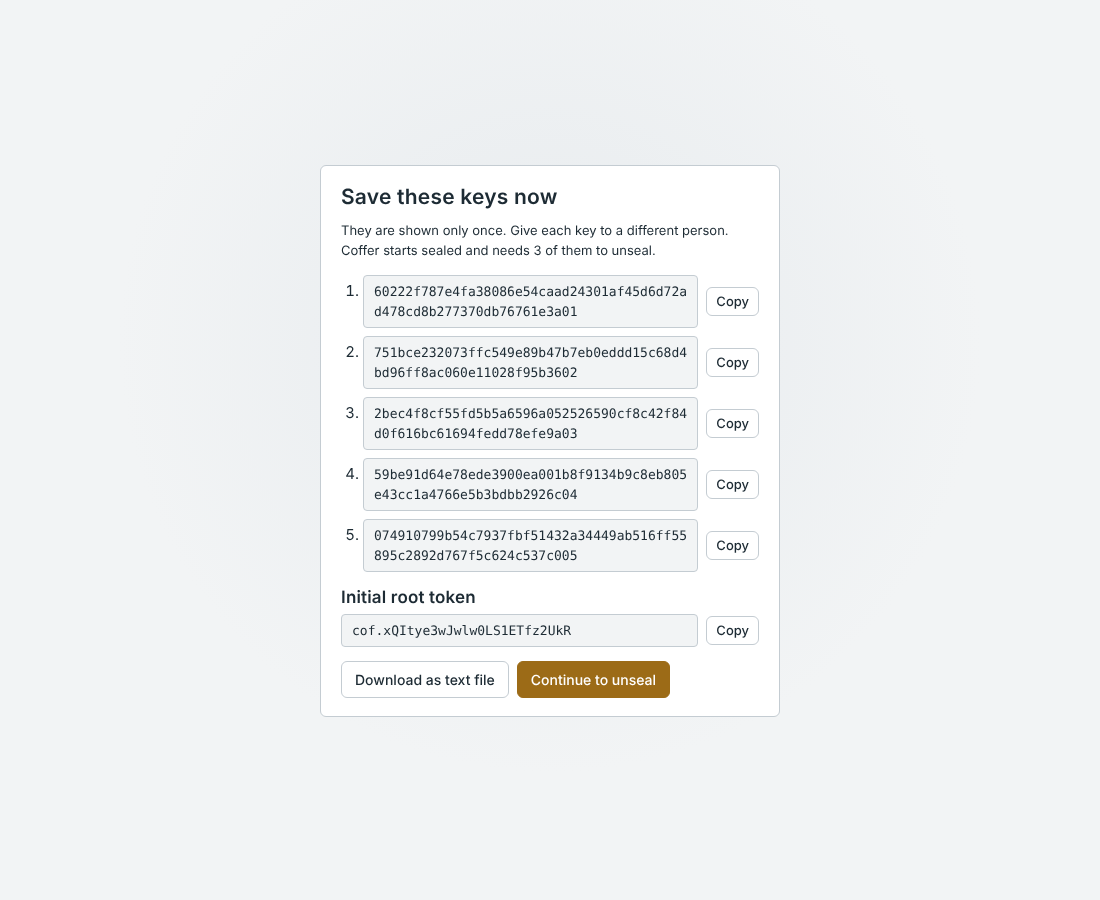 Save these keys now
They are shown only once. Give each key to a different person.
Coffer starts sealed and needs 3 of them to unseal.
1. 60222f787e4fa38086e54caad24301af45d6d72a Copy
d478cd8b277370db76761e3a01
2. 751bce232073ffc549e89b47b7eb0eddd15c68d4 Copy
bd96ff8ac060e11028f95b3602
3. 2bec4f8cf55fd5b5a6596a052526590cf8c42f84 Copy
d0f616bc61694fedd78efe9a03
4. 59be91d64e78ede3900ea001b8f9134b9c8eb805 Copy
e43cc1a4766e5b3bdbb2926c04
5. 074910799b54c7937fbf51432a34449ab516ff55 Copy
895c2892d767f5c624c537c005
Initial root token
cof.xQItye3wJwlw0LS1ETfz2UkR Copy
Download as text file Continue to unseal